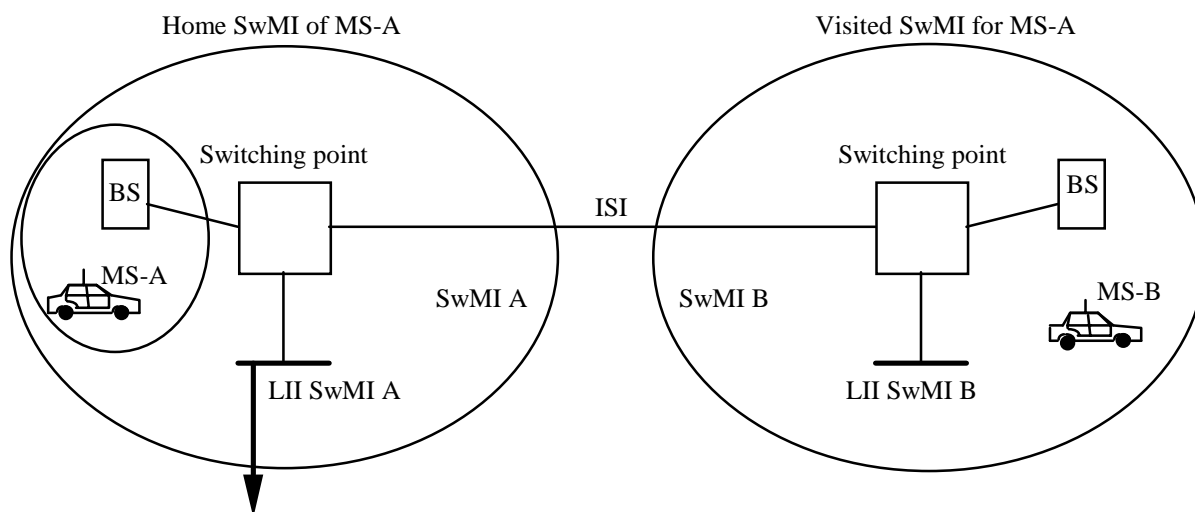 Home SwMI of MS-A
Visited SwMI for MS-A
Switching point
Switching point
BS
BS
ISI
MS-A
SwMI A
SwMI B
MS-B
LII SwMI A
LII SwMI B